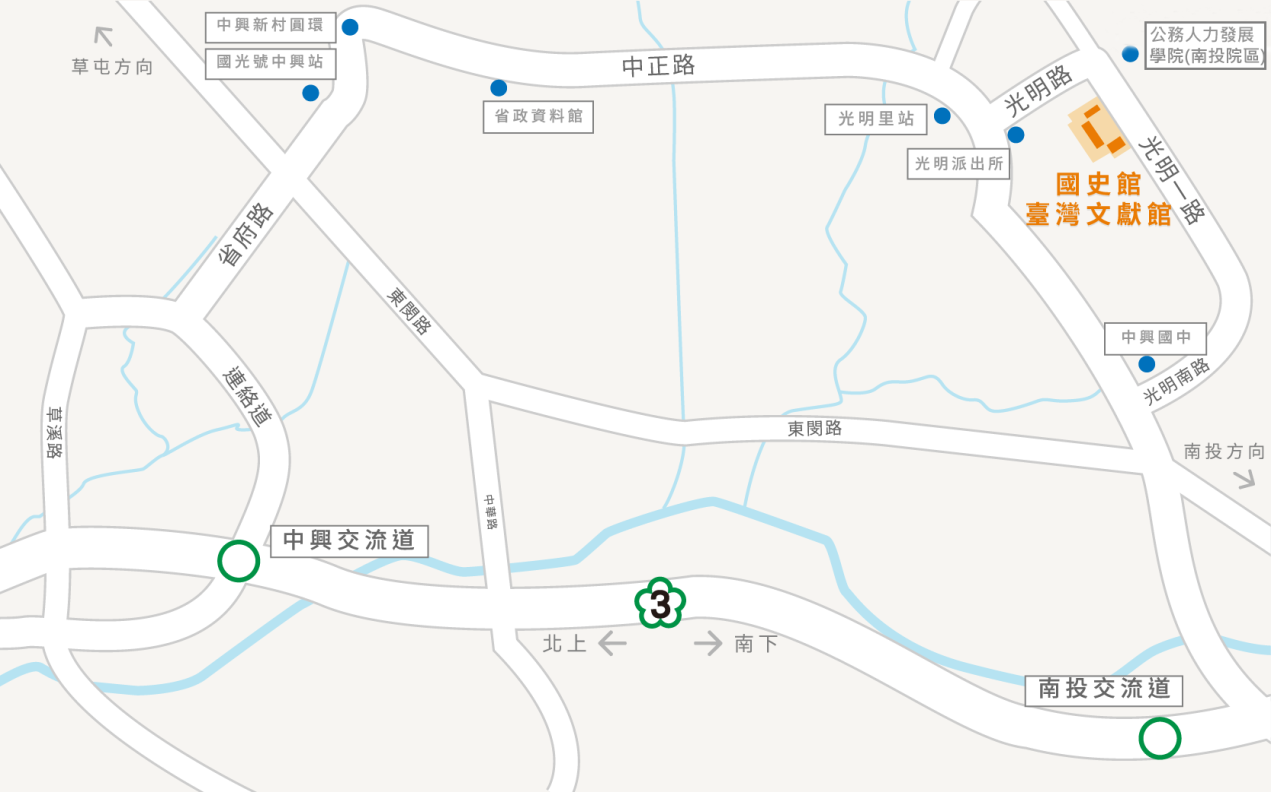 中興新村圓環
公務人力發展
學院(南投院區)
草屯方向
國光號中興站
中正路
光明路
省政資料館
光明里站
光明派出所
光明一路
國史館
臺灣文獻館
省府路
東閔路
中興國中
光明南路
連絡道
草溪路
東閔路
南投方向
中華路
中興交流道
3
北上
南下
南投交流道